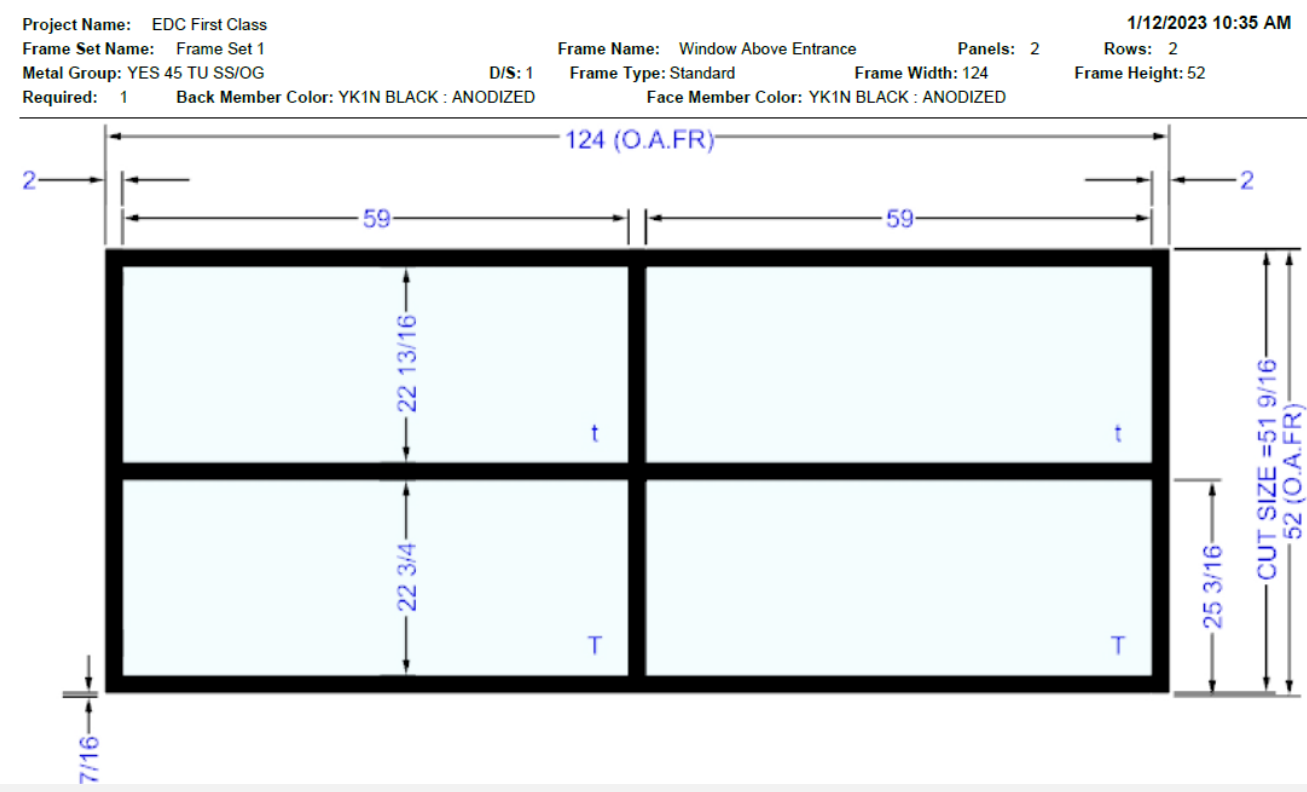 Project Name: EDC First Class 1/12/2023 10:35 AM
Frame Set Name: Frame Set 1 Frame Name: Window Above Entrance Panels: 2 Rows: 2
Metal Group: YES 45 TU SS/OG D/S: 1 Frame Type: Standard Frame Width: 124 Frame Height: 52
Required: 1 Back Member Color: YK1N BLACK : ANODIZED Face Member Color: YK1N BLACK : ANODIZED
124 (O.A.FR)
2
2
59
59
22 13/16
t
t
CUT SIZE =51 9/16
52 (O.A.FR)
22 3/4
25 3/16
T
T
7/16